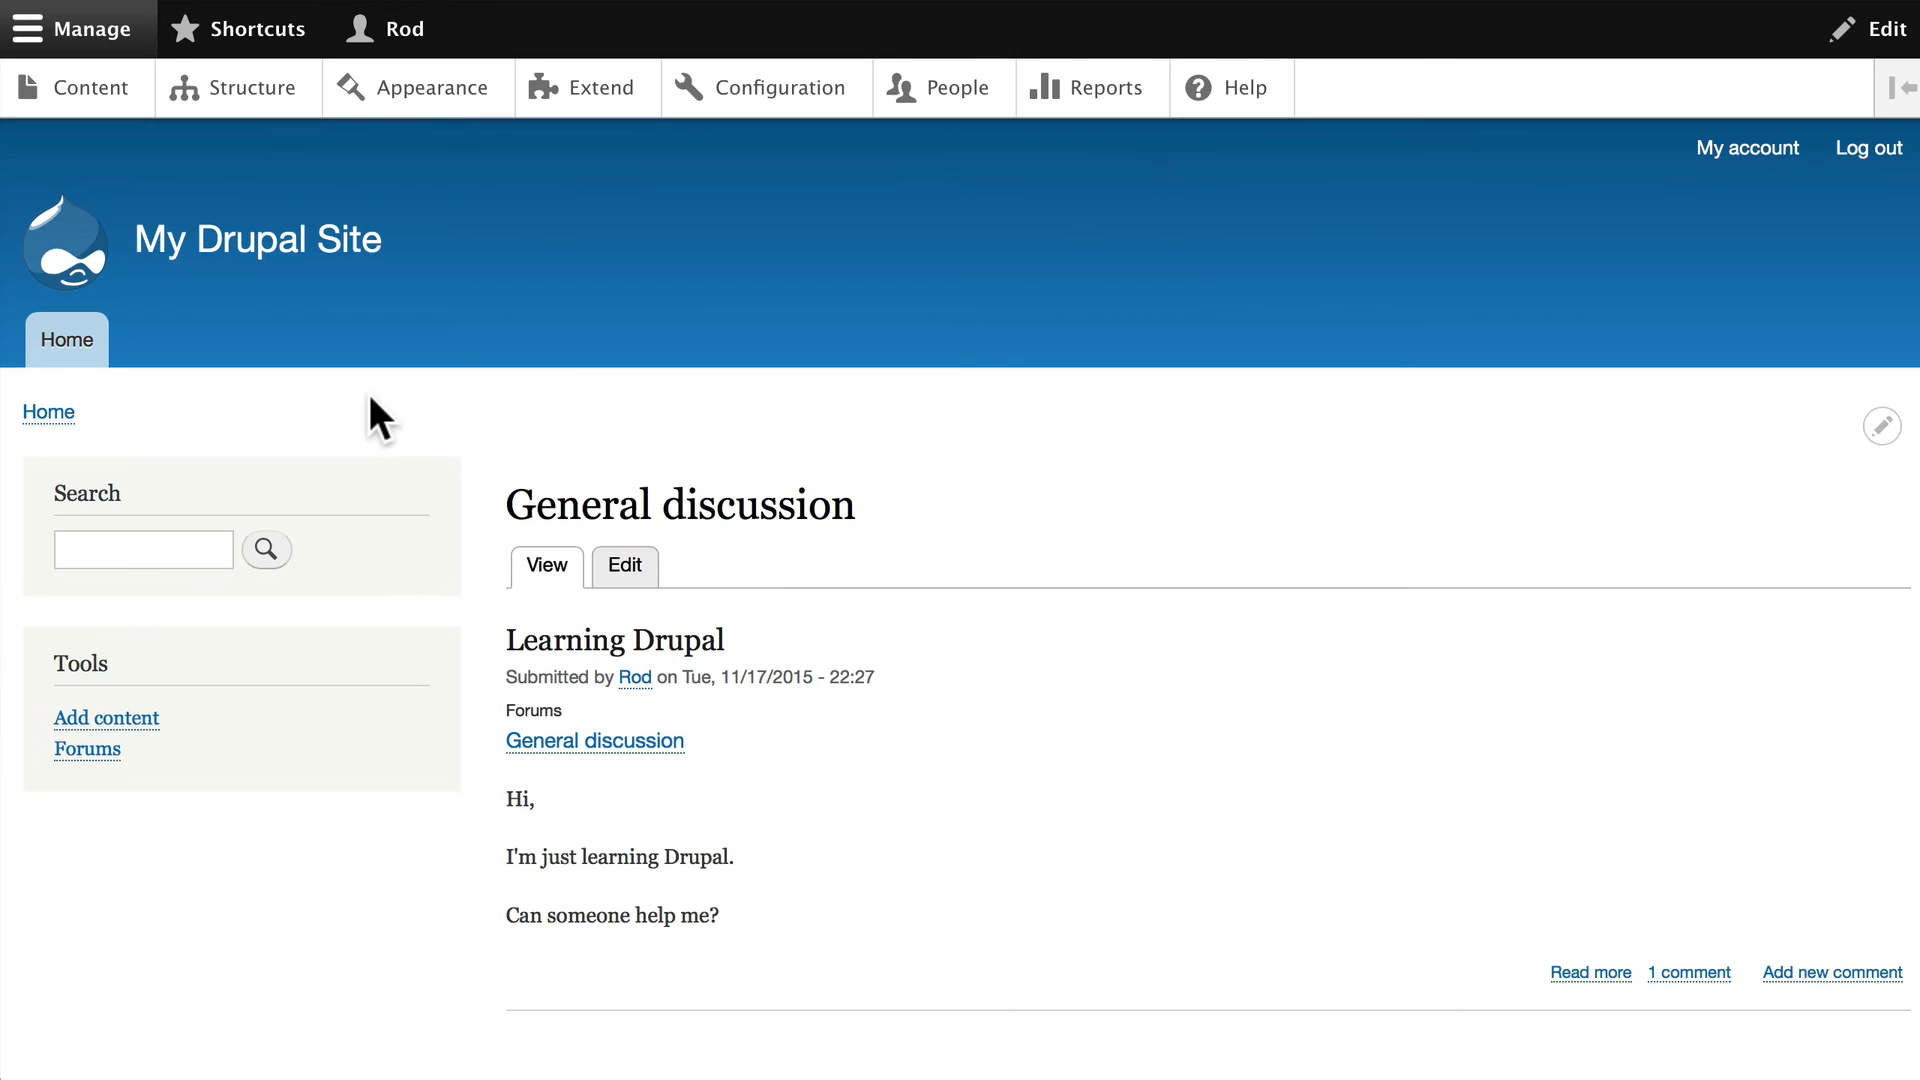 Manage Shortcuts Rod Edit
Content Structure Appearance Extend Configuration People Reports Help
My account Log out
My Drupal Site
Home
Home
Search
General discussion
View Edit
Learning Drupal
Submitted by Rod on Tue, 11/17/2015 - 22:27
Tools
Forums
General discussion
Add content
Forums
Hi,
I'm just learning Drupal.
Can someone help me?
Read more 1 comment Add new comment